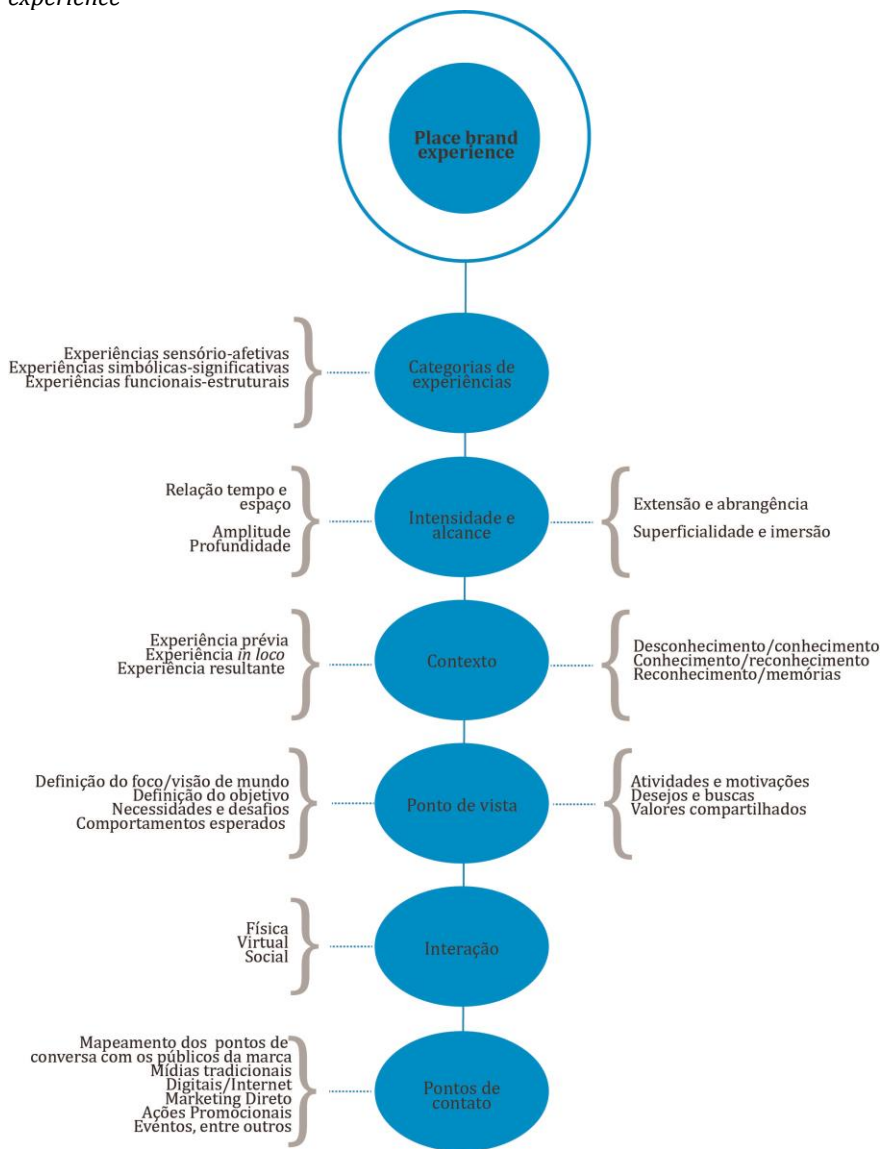 experience
Place brand
experience
Experiências sensório-afetivas
Experiências simbólicas-significativas
Experiências funcionais-estruturais
Categorias de
experiências
Relação tempo e
espaço
Amplitude
Profundidade
Intensidade e
alcance
Extensão e abrangência
Superficialidade e imersão
Experiência prévia
Experiência in loco
Experiência resultante
Contexto
Desconhecimento/conhecimento
Conhecimento/reconhecimento
Reconhecimento/memórias
Definição do foco/visão de mundo
Definição do objetivo
Necessidades e desafios
Comportamentos esperados
Ponto de vista
Atividades e motivações
Desejos e buscas
Valores compartilhados
Física
Virtual
Social
Interação
Mapeamento dos pontos de
conversa com os públicos da marca
Mídias tradicionais
Digitais/Internet
Marketing Direto
Ações Promocionais
Eventos, entre outros
Pontos de
contato